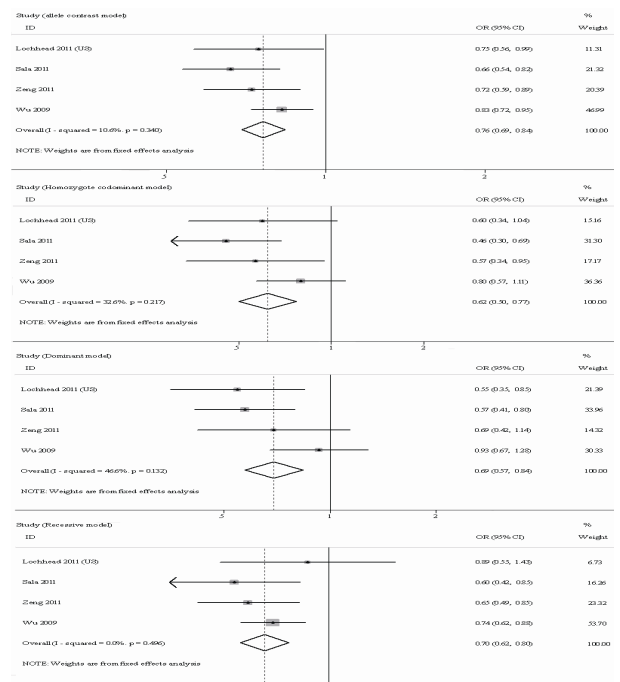 Study (allele contrast model) %
ID OR (95% CI) Weight
Lochhead 2011 (US) 0.75 (0.56, 0.99) 11.31
Sala 2011 0.66 (0.54, 0.82) 21.32
Zeng 2011 0.72 (0.59, 0.89) 20.39
Wu 2009 0.83 (0.72, 0.95) 46.99
Overall (I - squared = 10.6%. p = 0.340) 0.76 (0.69, 0.84) 100.00
NOTE: Weights are from fixed effects analysis
.5 1 2
Study (Homozygote codominant model) %
ID OR (95% CI) Weight
Lochhead 2011 (US) 0.60 (0.34, 1.04) 15.16
Sala 2011 0.46 (0.30, 0.69) 31.30
Zeng 2011 0.57 (0.34, 0.95) 17.17
Wu 2009 0.80 (0.57, 1.11) 36.36
Overall (I - squared = 32.6%. p = 0.217) 0.62 (0.50, 0.77) 100.00
NOTE: Weights are from fixed effects analysis
.5 1 2
Study (Dominant model) %
ID OR (95% CI) Weight
Lochhead 2011 (US) 0.55 (0.35, 0.85) 21.39
Sala 2011 0.57 (0.41, 0.80) 33.96
Zeng 2011 0.69 (0.42, 1.14) 14.32
Wu 2009 0.93 (0.67, 1.28) 30.33
Overall (I - squared = 46.6%. p = 0.132) 0.69 (0.57, 0.84) 100.00
NOTE: Weights are from fixed effects analysis
.5 1 2
Study (Recessive model) %
ID OR (95% CI) Weight
Lochhead 2011 (US) 0.89 (0.55, 1.43) 6.73
Sala 2011 0.60 (0.42, 0.85) 16.26
Zeng 2011 0.65 (0.49, 0.85) 23.32
Wu 2009 0.74 (0.62, 0.88) 53.70
Overall (I - squared = 0.0%. p = 0.496) 0.70 (0.62, 0.80) 100.00
NOTE: Weights are from fixed effects analysis